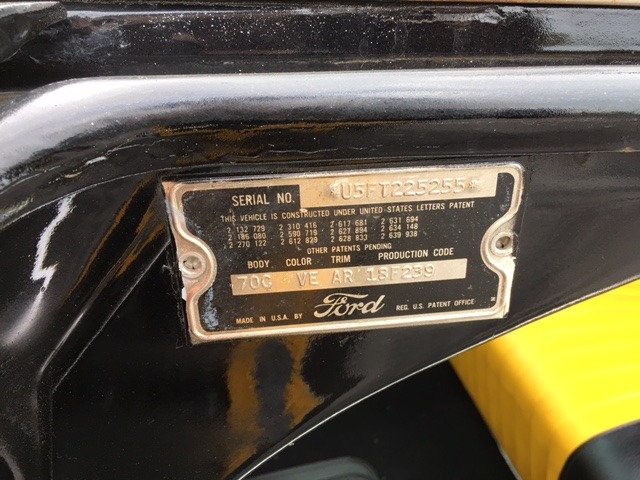 SERIAL NO. *U5FT225255*
THIS VEHICLE IS CONSTRUCTED UNDER UNITED-STATES LETTERS PATENT
2 132 729 2 310 416 2 617 681 2 631 694
2 186 080 2 590 719 2 627 894 2 634 148
2 270 122 2 612 829 2 628 833 2 639 938
OTHER PATENTS PENDING
BODY COLOR TRIM PRODUCTION CODE
70C VE AR 18F239
MADE IN U.S.A. BY Ford REG. U.S. PATENT OFFICE